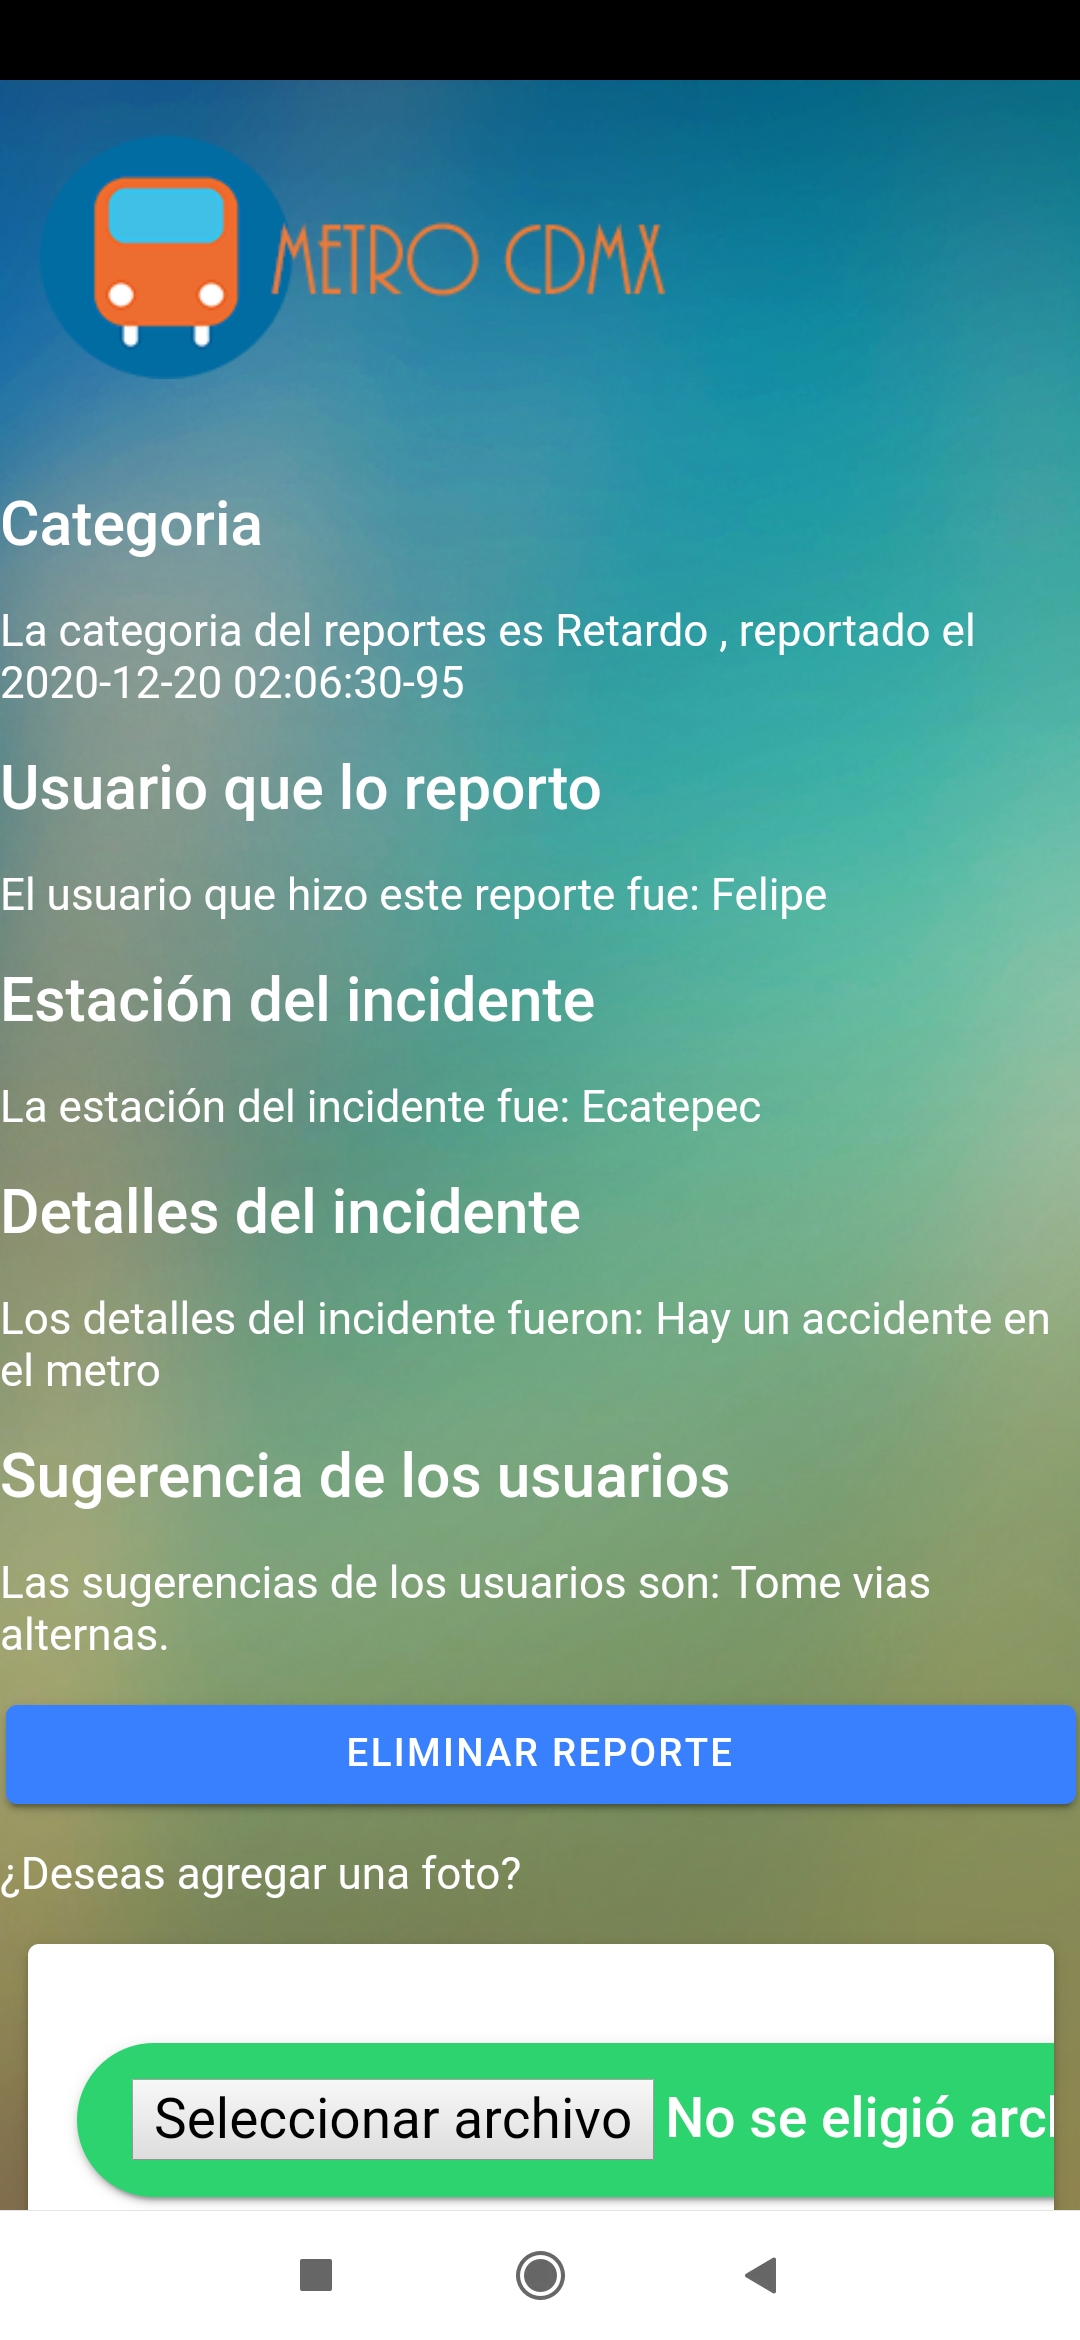 METRO CDMX
Categoria
La categoria del reportes es Retardo , reportado el
2020-12-20 02:06:30-95
Usuario que lo reporto
El usuario que hizo este reporte fue: Felipe
Estación del incidente
La estación del incidente fue: Ecatepec
Detalles del incidente
Los detalles del incidente fueron: Hay un accidente en
el metro
Sugerencia de los usuarios
Las sugerencias de los usuarios son: Tome vias
alternas.
ELIMINAR REPORTE
¿Deseas agregar una foto?
Seleccionar archivo No se eligió